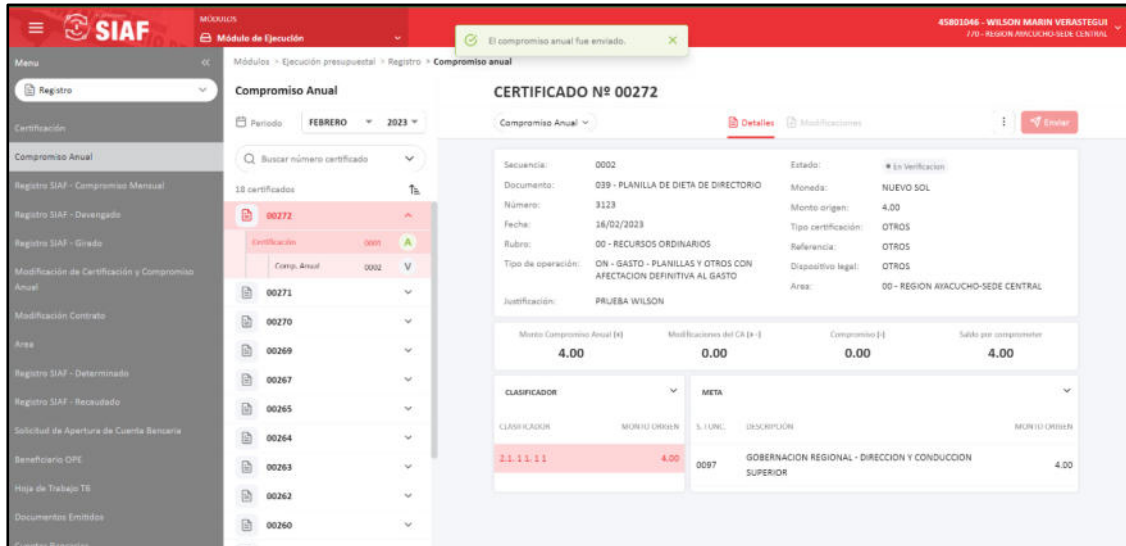 SIAF
MÓDULOS
Módulo de Ejecución
El compromiso anual fue enviado.
45801046 - WILSON MARIN VERASTEGUI
770 - REGION AYACUCHO-SEDE CENTRAL
Menu
Registro
Certificación
Compromiso Anual
Registro SIAF - Compromiso Mensual
Registro SIAF - Devengado
Registro SIAF - Girado
Modificación de Certificación y Compromiso
Anual
Modificación Contrato
Area
Registro SIAF - Determinado
Registro SIAF - Recaudado
Solicitud de Apertura de Cuenta Bancaria
Beneficiario OPE
Hoja de Trabajo T6
Documentos Emitidos
Cuentas Bancarias
Módulos > Ejecución presupuestal > Registro > Compromiso anual
Compromiso Anual
Periodo FEBRERO 2023
Buscar número certificado
18 certificados
00272
Certificación 0001 A
Comp. Anual 0002 V
00271
00270
00269
00267
00265
00264
00263
00262
00260
CERTIFICADO Nº 00272
Compromiso Anual
Detalles
Modificaciones
Enviar
Secuencia: 0002
Documento: 039 - PLANILLA DE DIETA DE DIRECTORIO
Número: 3123
Fecha: 16/02/2023
Rubro: 00 - RECURSOS ORDINARIOS
Tipo de operación: ON - GASTO - PLANILLAS Y OTROS CON
AFECTACION DEFINITIVA AL GASTO
Justificación: PRUEBA WILSON
Estado: En Verificacion
Moneda: NUEVO SOL
Monto origen: 4.00
Tipo certificación: OTROS
Referencia: OTROS
Dispositivo legal: OTROS
Area: 00 - REGION AYACUCHO-SEDE CENTRAL
Monto Compromiso Anual (+) Modificaciones del CA (+ -) Compromiso (-) Saldo por comprometer
4.00 0.00 0.00 4.00
CLASIFICADOR
CLASIFICADOR MONTO ORIGEN
2.1. 1 1. 1 1 4.00
META
S. FUNC. DESCRIPCIÓN MONTO ORIGEN
0097 GOBERNACION REGIONAL - DIRECCION Y CONDUCCION
SUPERIOR 4.00